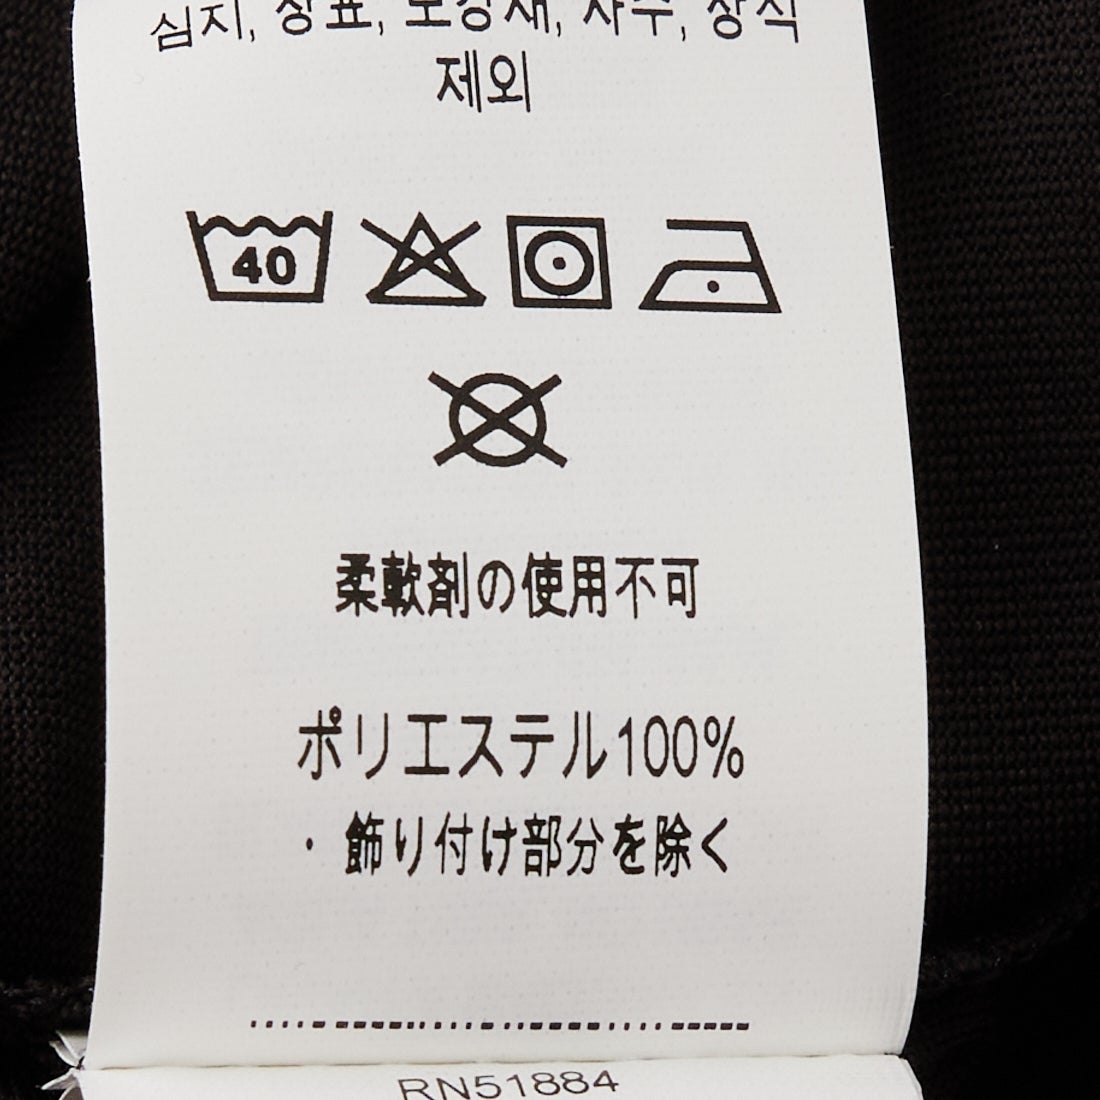 심지, 상표, 보강재, 자수, 장식
제외
40
柔軟剤の使用不可
ポリエステル100%
・飾り付け部分を除く
RN51884